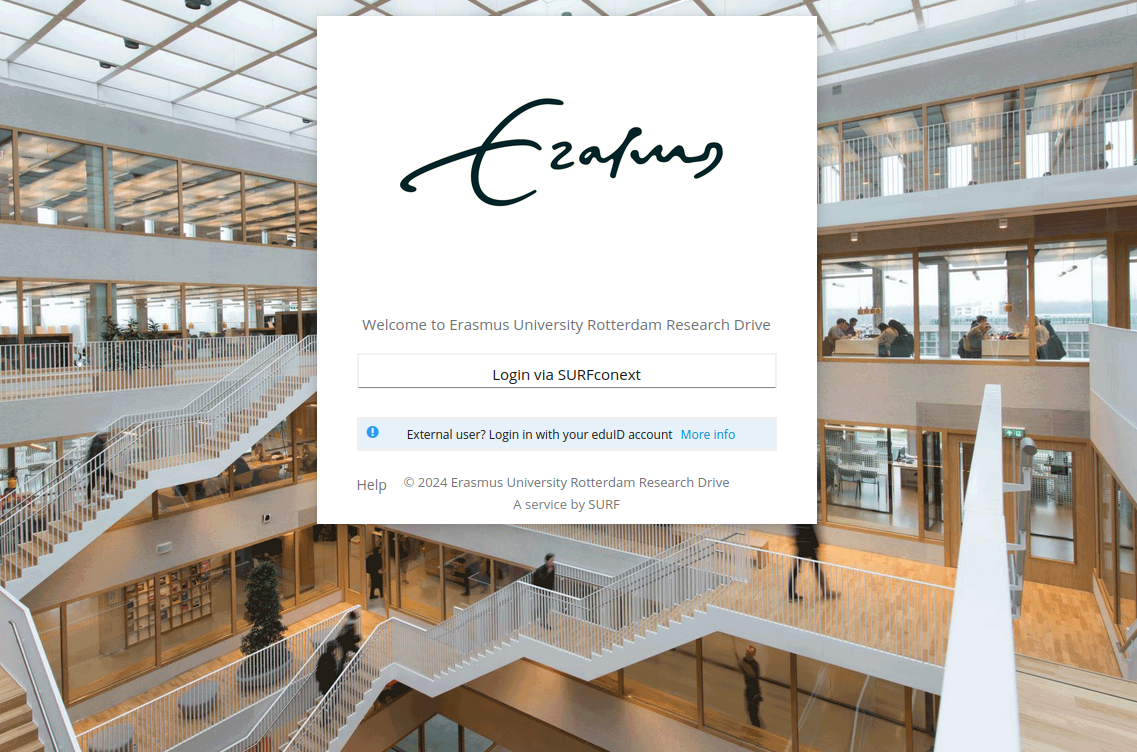 Erasmus
Welcome to Erasmus University Rotterdam Research Drive
Login via SURFconext
External user? Login in with your eduID account More info
Help © 2024 Erasmus University Rotterdam Research Drive
A service by SURF